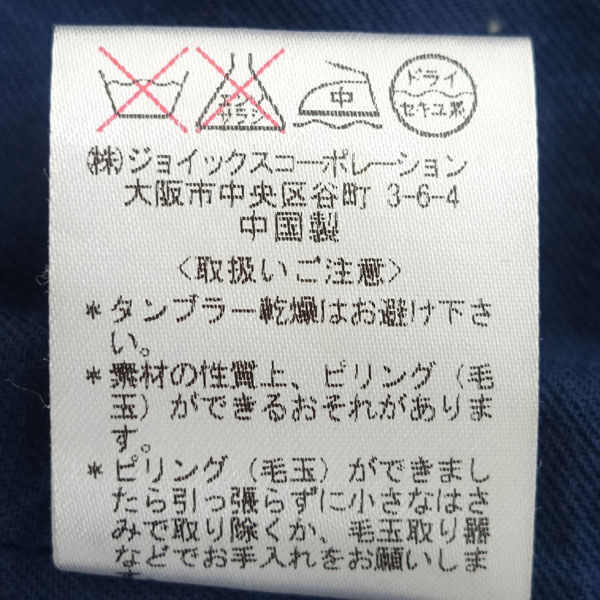 エンソ
サラシ
中
ドライ
セキユ系
㈱ジョイックスコーポレーション
大阪市中央区谷町 3-6-4
中国製
〈取扱いご注意〉
*タンブラー乾燥はお避け下さ
い。
*素材の性質上、ピリング（毛
玉）ができるおそれがありま
す。
*ピリング（毛玉）ができまし
たら引っ張らずに小さなはさ
みで取り除くか、毛玉取り器
などでお手入れをお願いしま